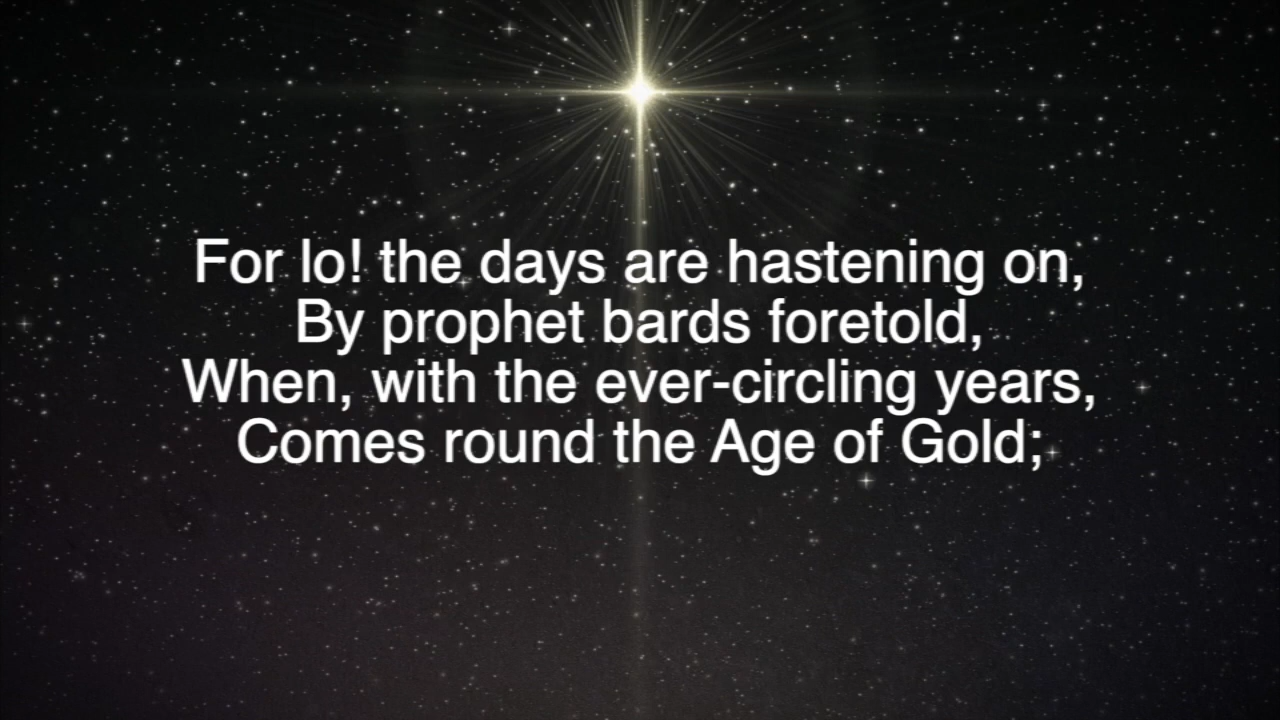 For lo! the days are hastening on,
By prophet bards foretold,
When, with the ever-circling years,
Comes round the Age of Gold;